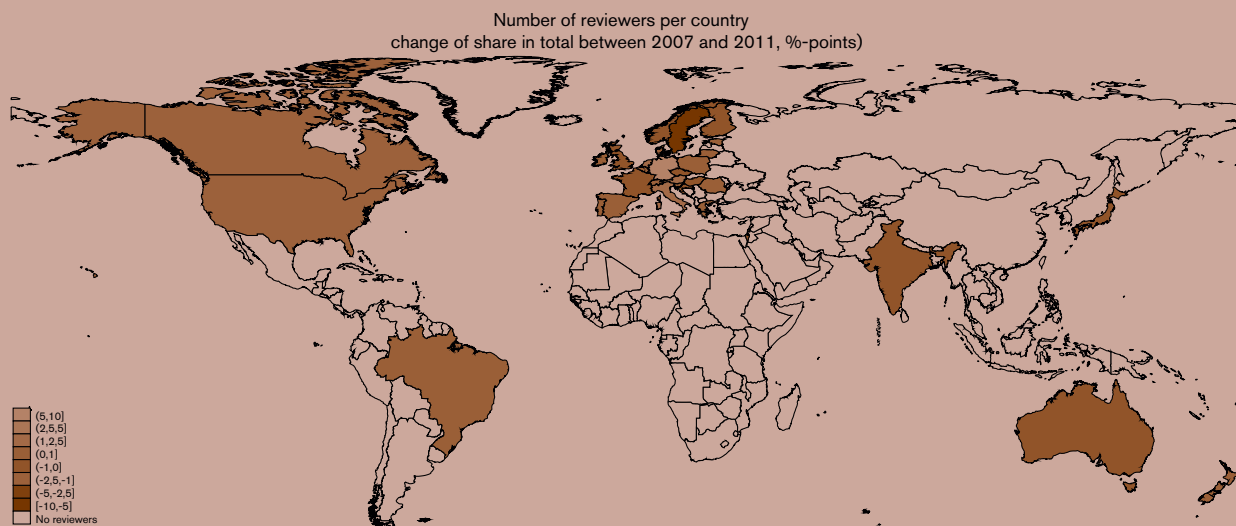 Number of reviewers per country
change of share in total between 2007 and 2011, %-points)
(5,10]
(2,5,5]
(1,2,5]
(0,1]
(-1,0]
(-2,5,-1]
(-5,-2,5]
[-10,-5]
No reviewers